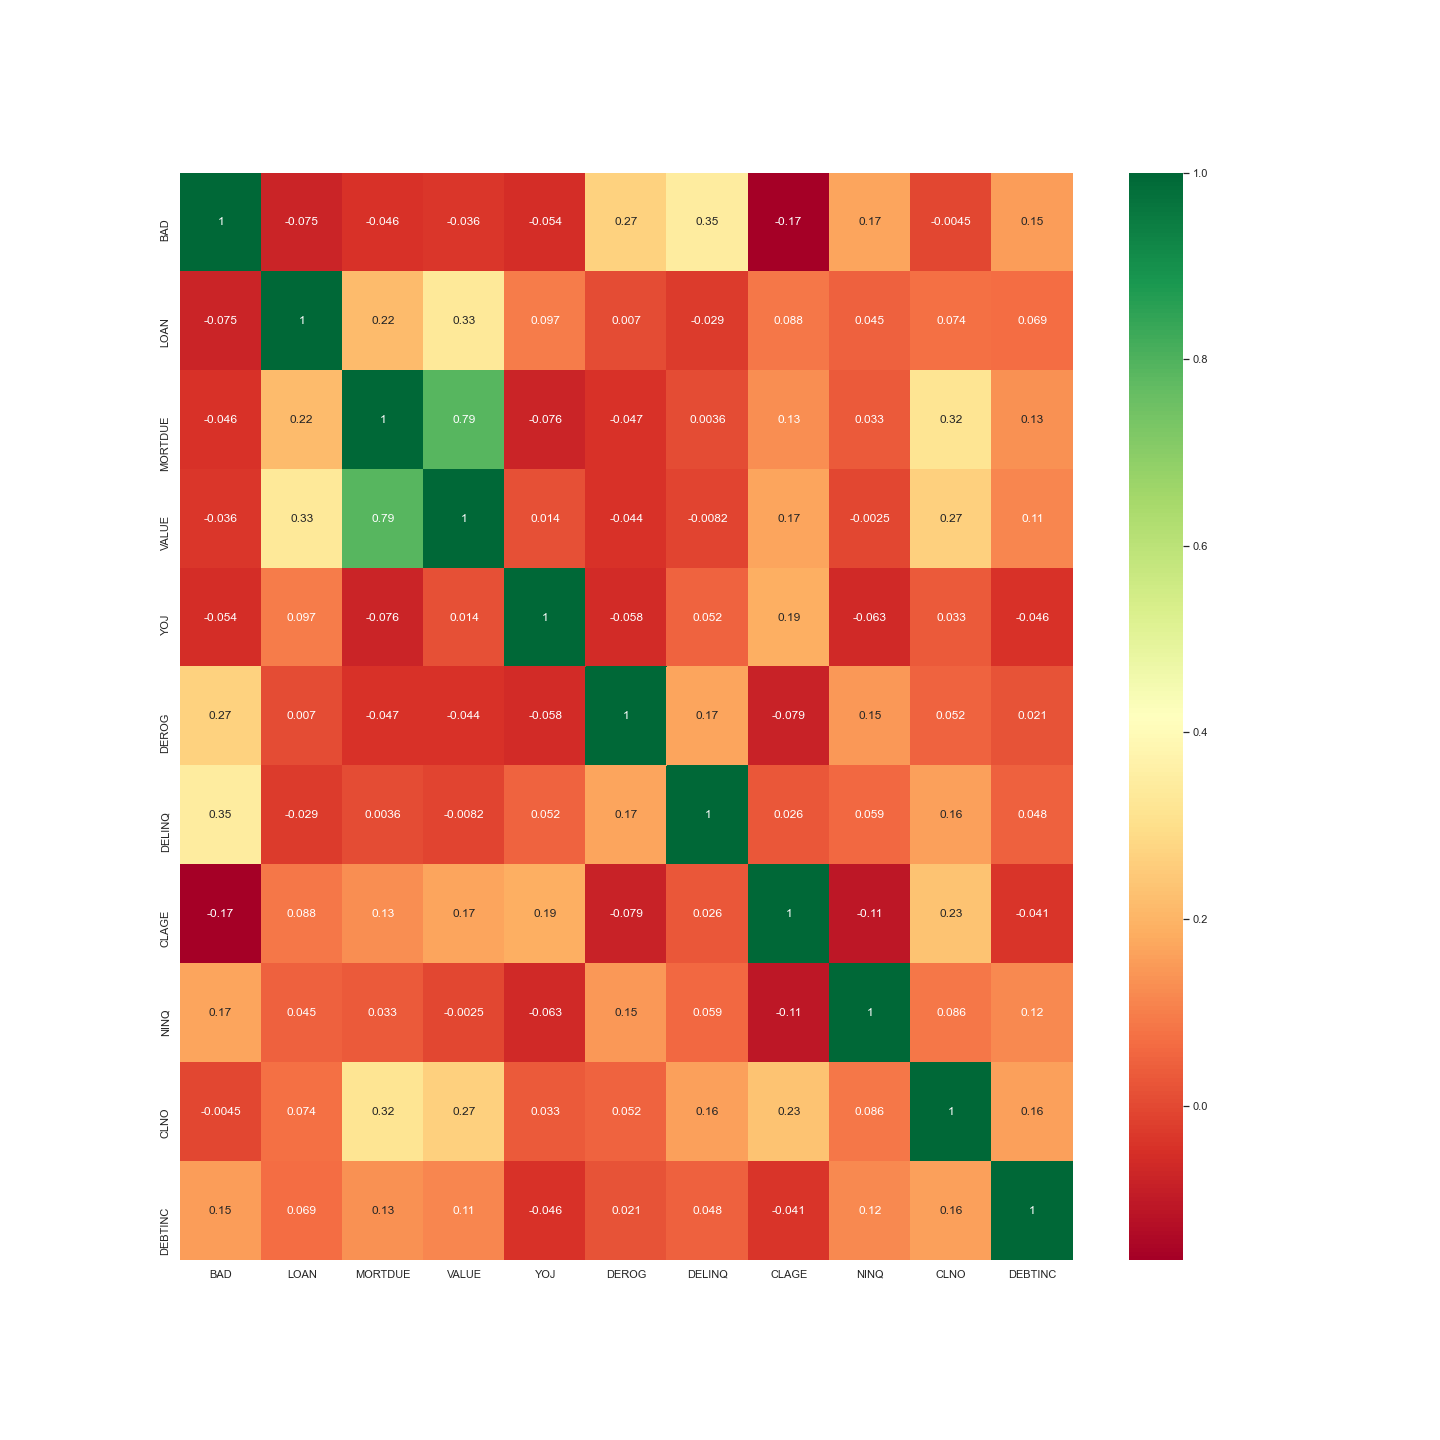 1.0
BAD 1 -0.075 -0.046 -0.036 -0.054 0.27 0.35 -0.17 0.17 -0.0045 0.15
LOAN -0.075 1 0.22 0.33 0.097 0.007 -0.029 0.088 0.045 0.074 0.069
0.8
MORTDUE -0.046 0.22 1 0.79 -0.076 -0.047 0.0036 0.13 0.033 0.32 0.13
VALUE -0.036 0.33 0.79 1 0.014 -0.044 -0.0082 0.17 -0.0025 0.27 0.11
0.6
YOJ -0.054 0.097 -0.076 0.014 1 -0.058 0.052 0.19 -0.063 0.033 -0.046
DEROG 0.27 0.007 -0.047 -0.044 -0.058 1 0.17 -0.079 0.15 0.052 0.021
0.4
DELINQ 0.35 -0.029 0.0036 -0.0082 0.052 0.17 1 0.026 0.059 0.16 0.048
CLAGE -0.17 0.088 0.13 0.17 0.19 -0.079 0.026 1 -0.11 0.23 -0.041
0.2
NINQ 0.17 0.045 0.033 -0.0025 -0.063 0.15 0.059 -0.11 1 0.086 0.12
CLNO -0.0045 0.074 0.32 0.27 0.033 0.052 0.16 0.23 0.086 1 0.16
0.0
DEBTINC 0.15 0.069 0.13 0.11 -0.046 0.021 0.048 -0.041 0.12 0.16 1
BAD LOAN MORTDUE VALUE YOJ DEROG DELINQ CLAGE NINQ CLNO DEBTINC